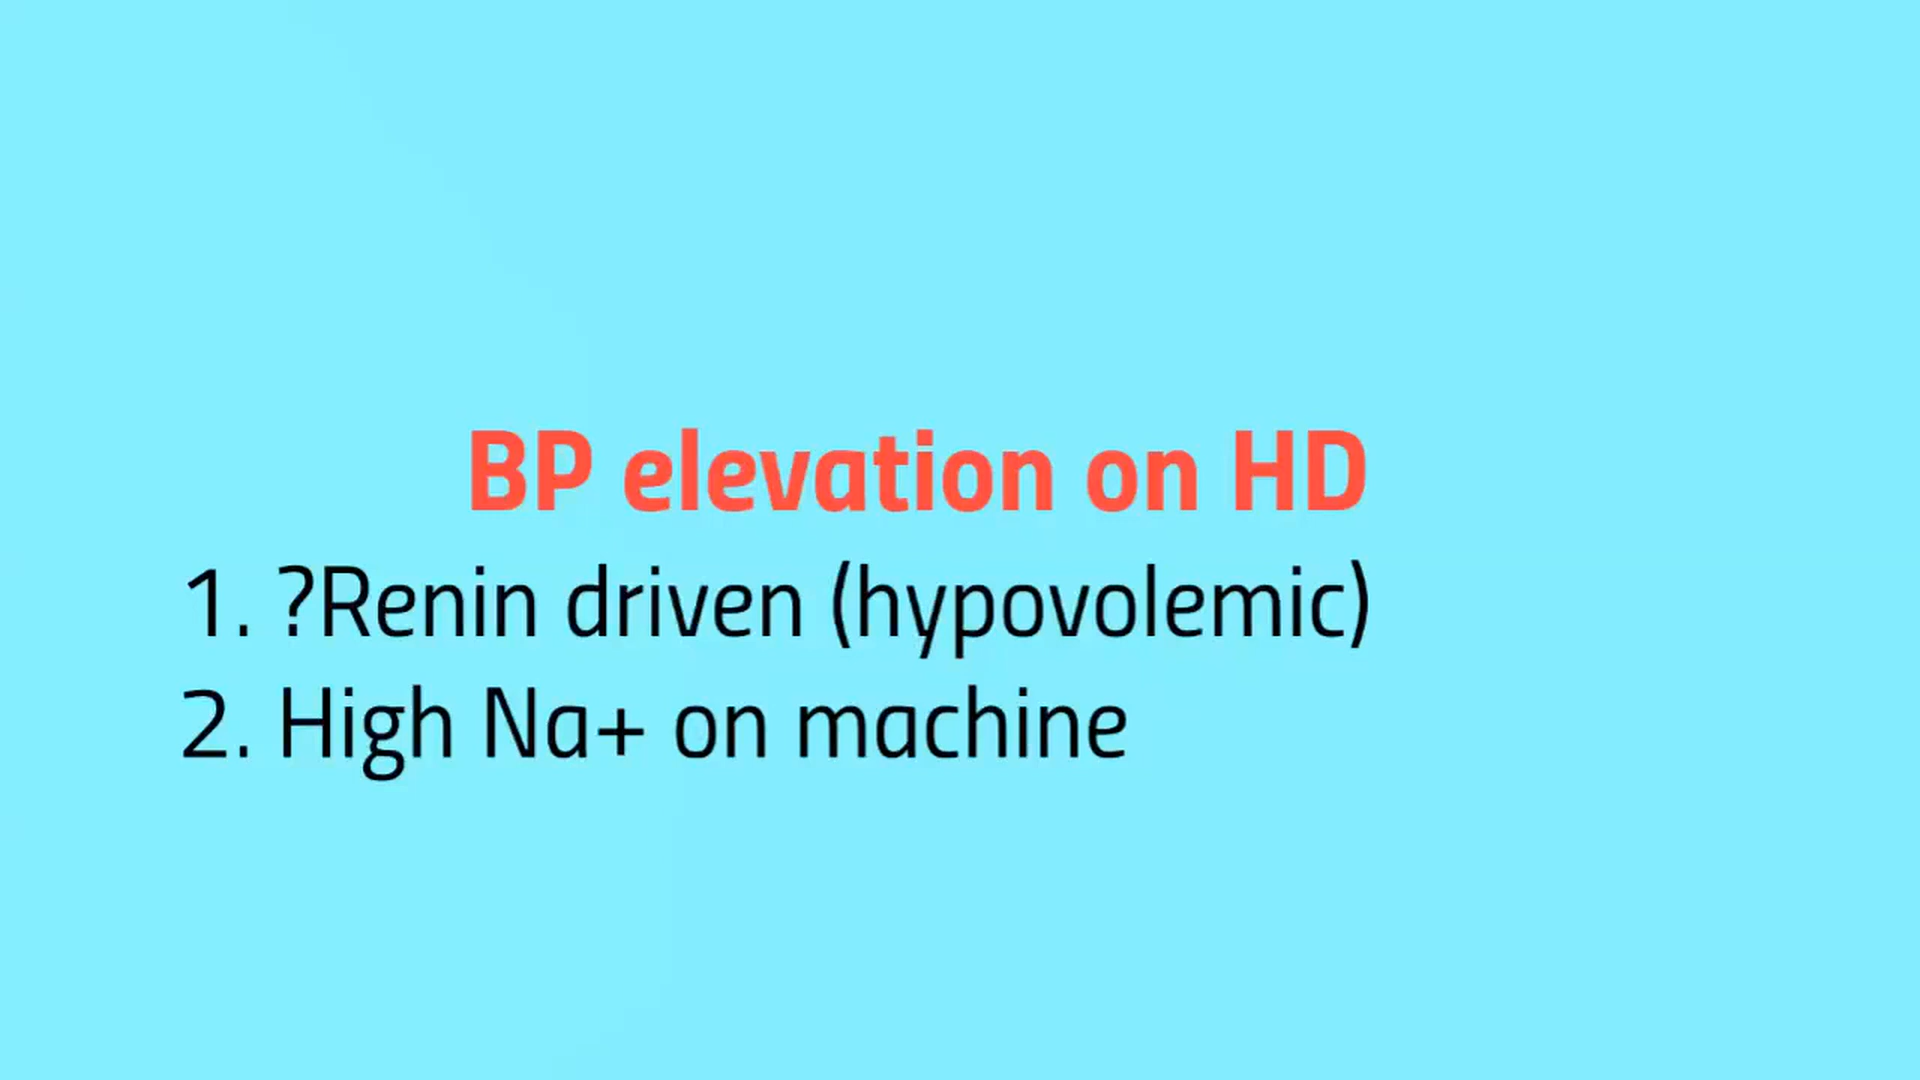 BP elevation on HD
1. ?Renin driven (hypovolemic)
2. High Na+ on machine